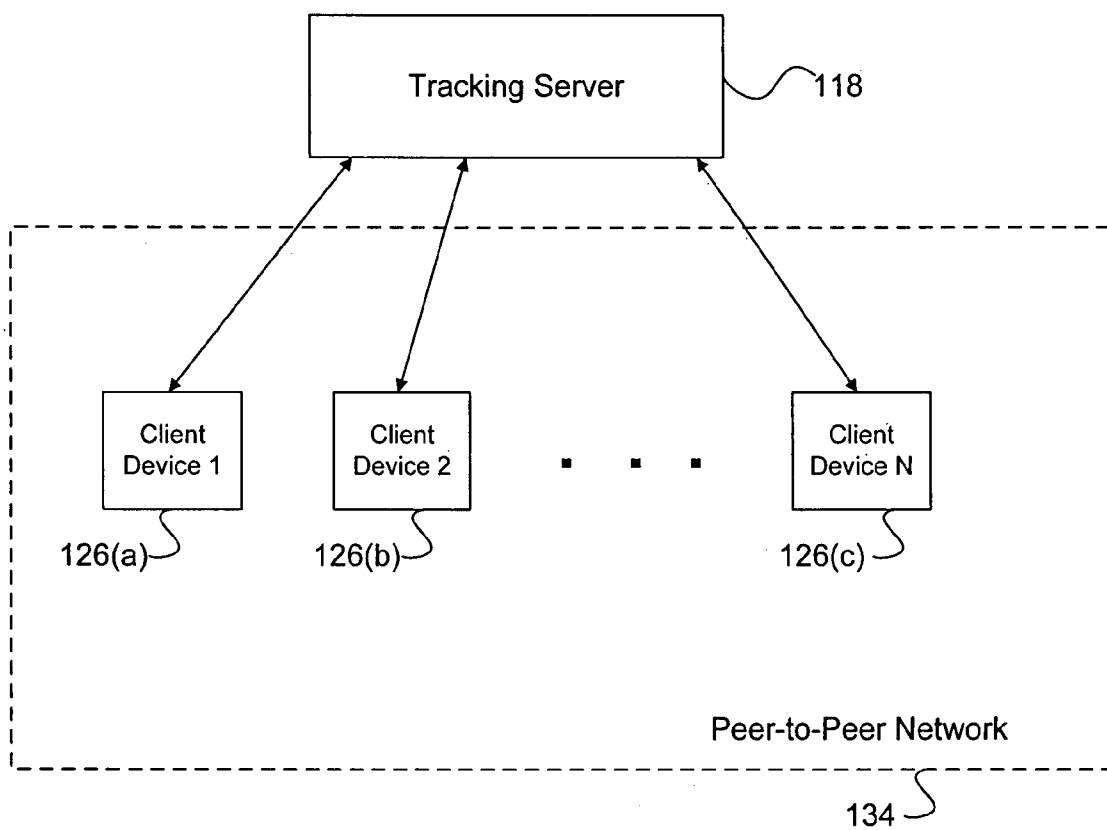 Tracking Server
118
Client
Device 1
Client
Device 2
Client
Device N
126(a)
126(b)
126(c)
Peer-to-Peer Network
134